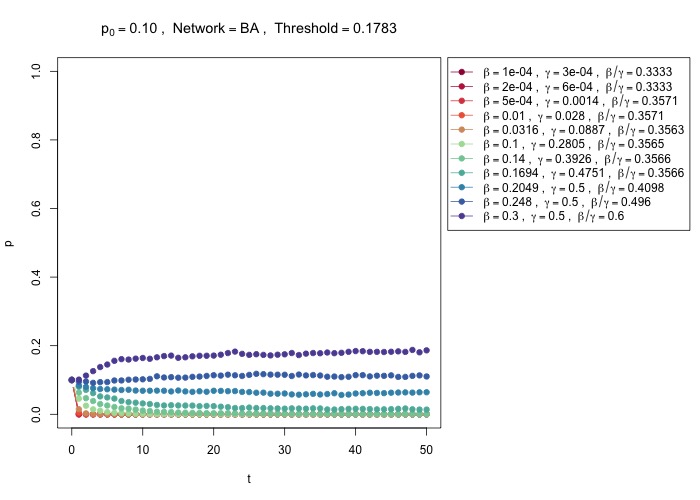 p₀ = 0.10 , Network = BA , Threshold = 0.1783
1.0
0.8
0.6
0.4
0.2
0.0
p
0 10 20 30 40 50
t
β = 1e-04 , γ = 3e-04 , β/γ = 0.3333
β = 2e-04 , γ = 6e-04 , β/γ = 0.3333
β = 5e-04 , γ = 0.0014 , β/γ = 0.3571
β = 0.01 , γ = 0.028 , β/γ = 0.3571
β = 0.0316 , γ = 0.0887 , β/γ = 0.3563
β = 0.1 , γ = 0.2805 , β/γ = 0.3565
β = 0.14 , γ = 0.3926 , β/γ = 0.3566
β = 0.1694 , γ = 0.4751 , β/γ = 0.3566
β = 0.2049 , γ = 0.5 , β/γ = 0.4098
β = 0.248 , γ = 0.5 , β/γ = 0.496
β = 0.3 , γ = 0.5 , β/γ = 0.6